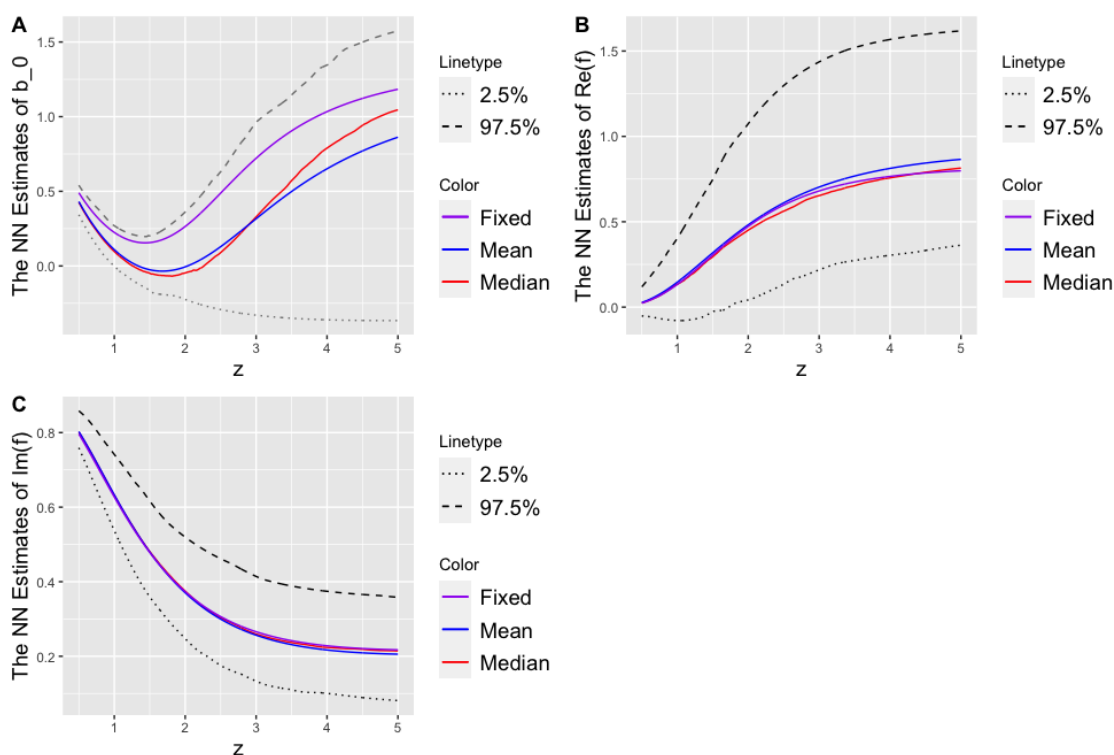 A
The NN Estimates of b_0
1.5
1.0
0.5
0.0
1 2 3 4 5
z
Linetype
2.5%
97.5%
Color
Fixed
Mean
Median
B
The NN Estimates of Re(f)
1.5
1.0
0.5
0.0
1 2 3 4 5
z
Linetype
2.5%
97.5%
Color
Fixed
Mean
Median
C
The NN Estimates of Im(f)
0.8
0.6
0.4
0.2
1 2 3 4 5
z
Linetype
2.5%
97.5%
Color
Fixed
Mean
Median